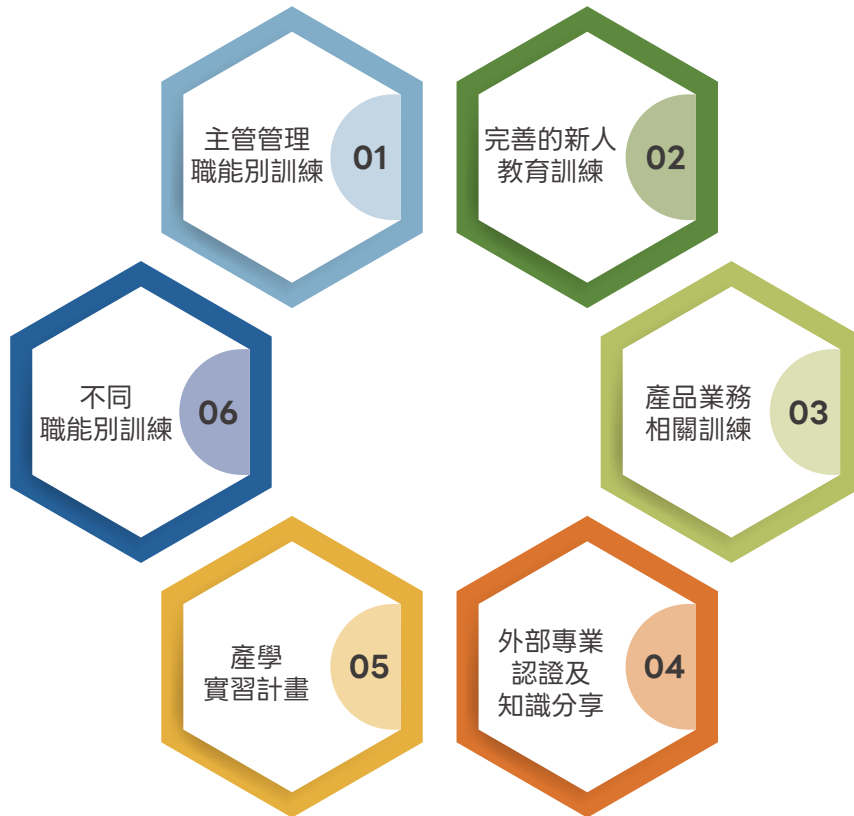 主管管理
職能別訓練
01
完善的新人
教育訓練
02
產品業務
相關訓練
03
外部專業
認證及
知識分享
04
產學
實習計畫
05
不同
職能別訓練
06